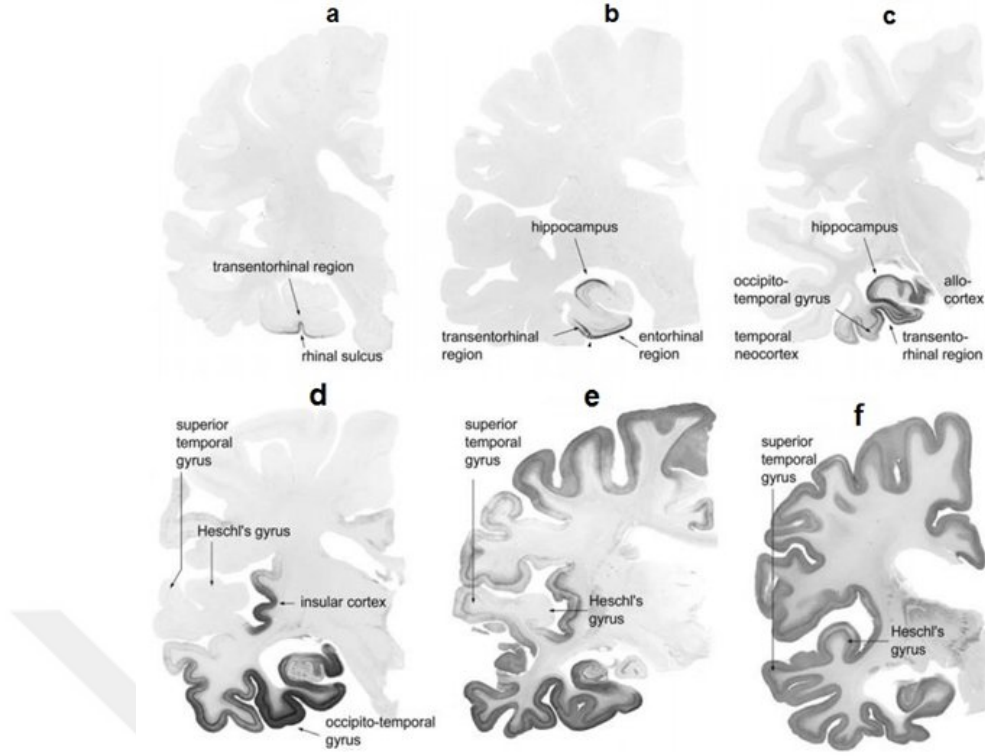 a
b
c
transentorhinal region
rhinal sulcus
hippocampus
transentorhinal
region
entorhinal
region
hippocampus
occipito-
temporal gyrus
allo-
cortex
temporal
neocortex
transento-
rhinal region
d
e
f
superior
temporal
gyrus
Heschl's gyrus
insular cortex
occipito-temporal
gyrus
superior
temporal
gyrus
Heschl's
gyrus
superior
temporal
gyrus
Heschl's
gyrus